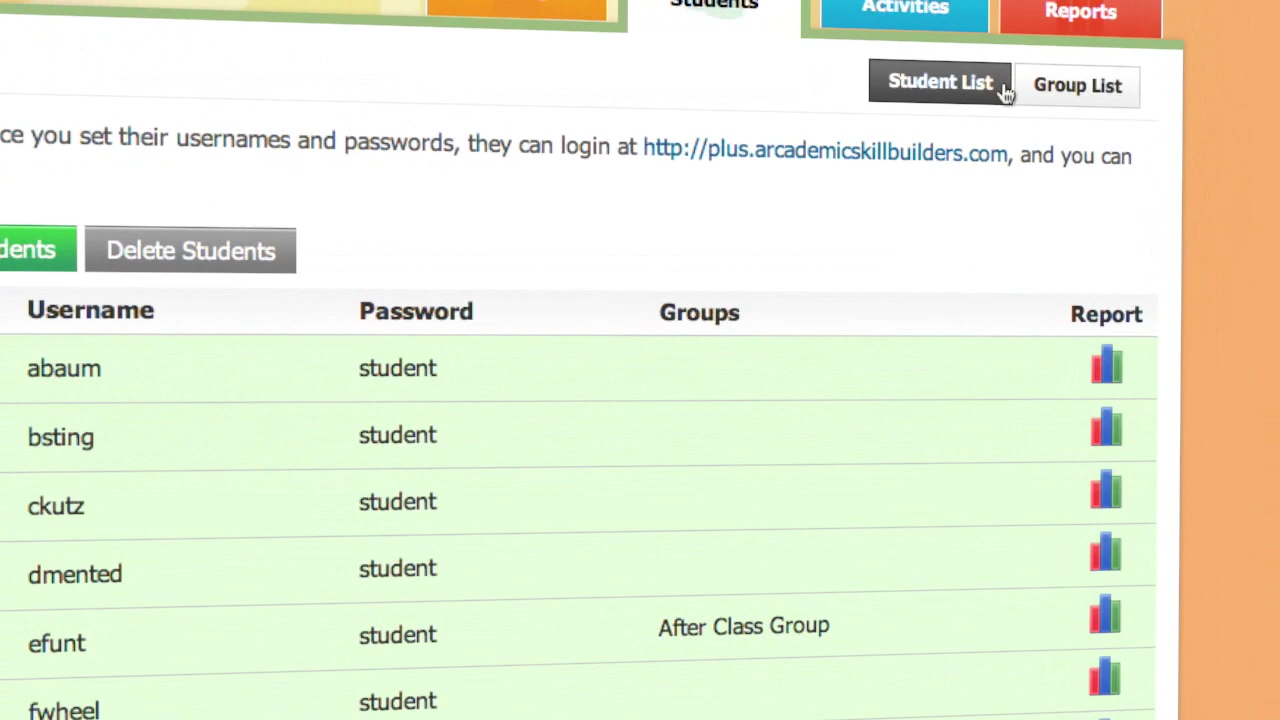 Students
Activities
Reports
Student List
Group List
ce you set their usernames and passwords, they can login at http://plus.arcademicskillbuilders.com, and you can
dents
Delete Students
Username
Password
Groups
Report
abaum
student
bsting
student
ckutz
student
dmented
student
efunt
student
After Class Group
fwheel
student